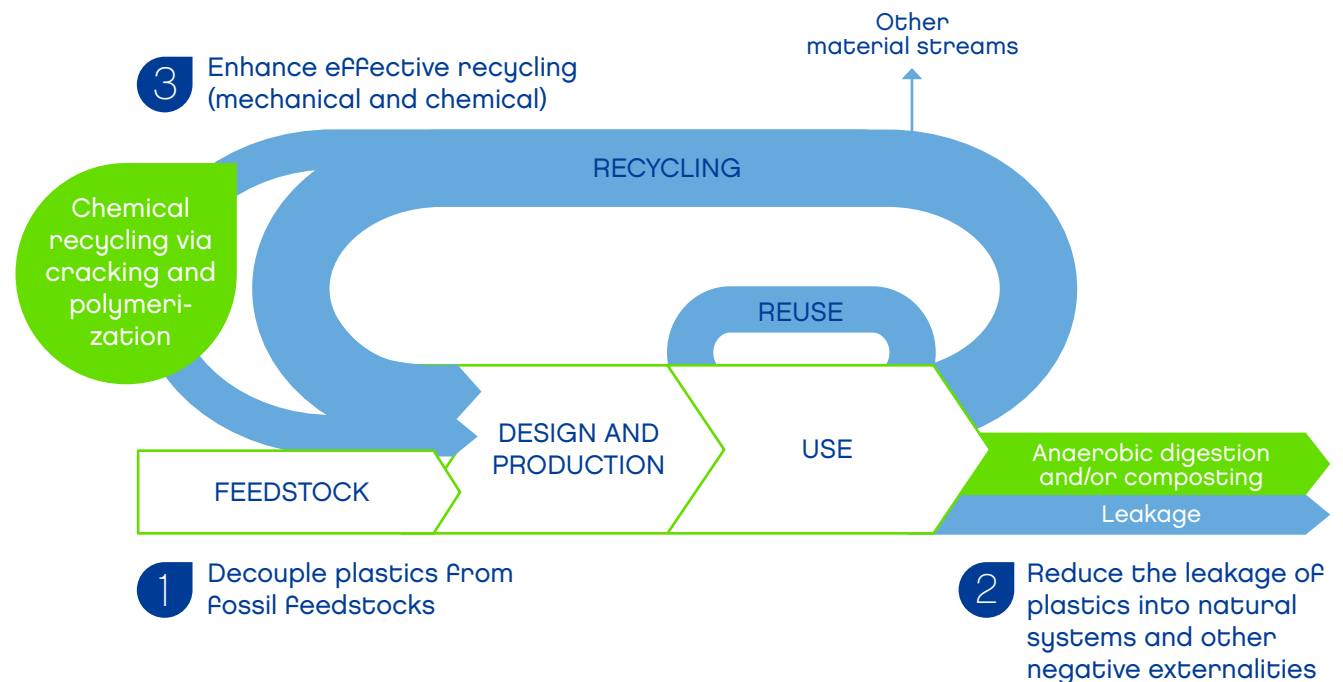 Other
material streams
3
Enhance effective recycling
(mechanical and chemical)
RECYCLING
Chemical
recycling via
cracking and
polymeri-
zation
REUSE
DESIGN AND
PRODUCTION
USE
FEEDSTOCK
Anaerobic digestion
and/or composting
Leakage
1
Decouple plastics from
fossil feedstocks
2
Reduce the leakage of
plastics into natural
systems and other
negative externalities